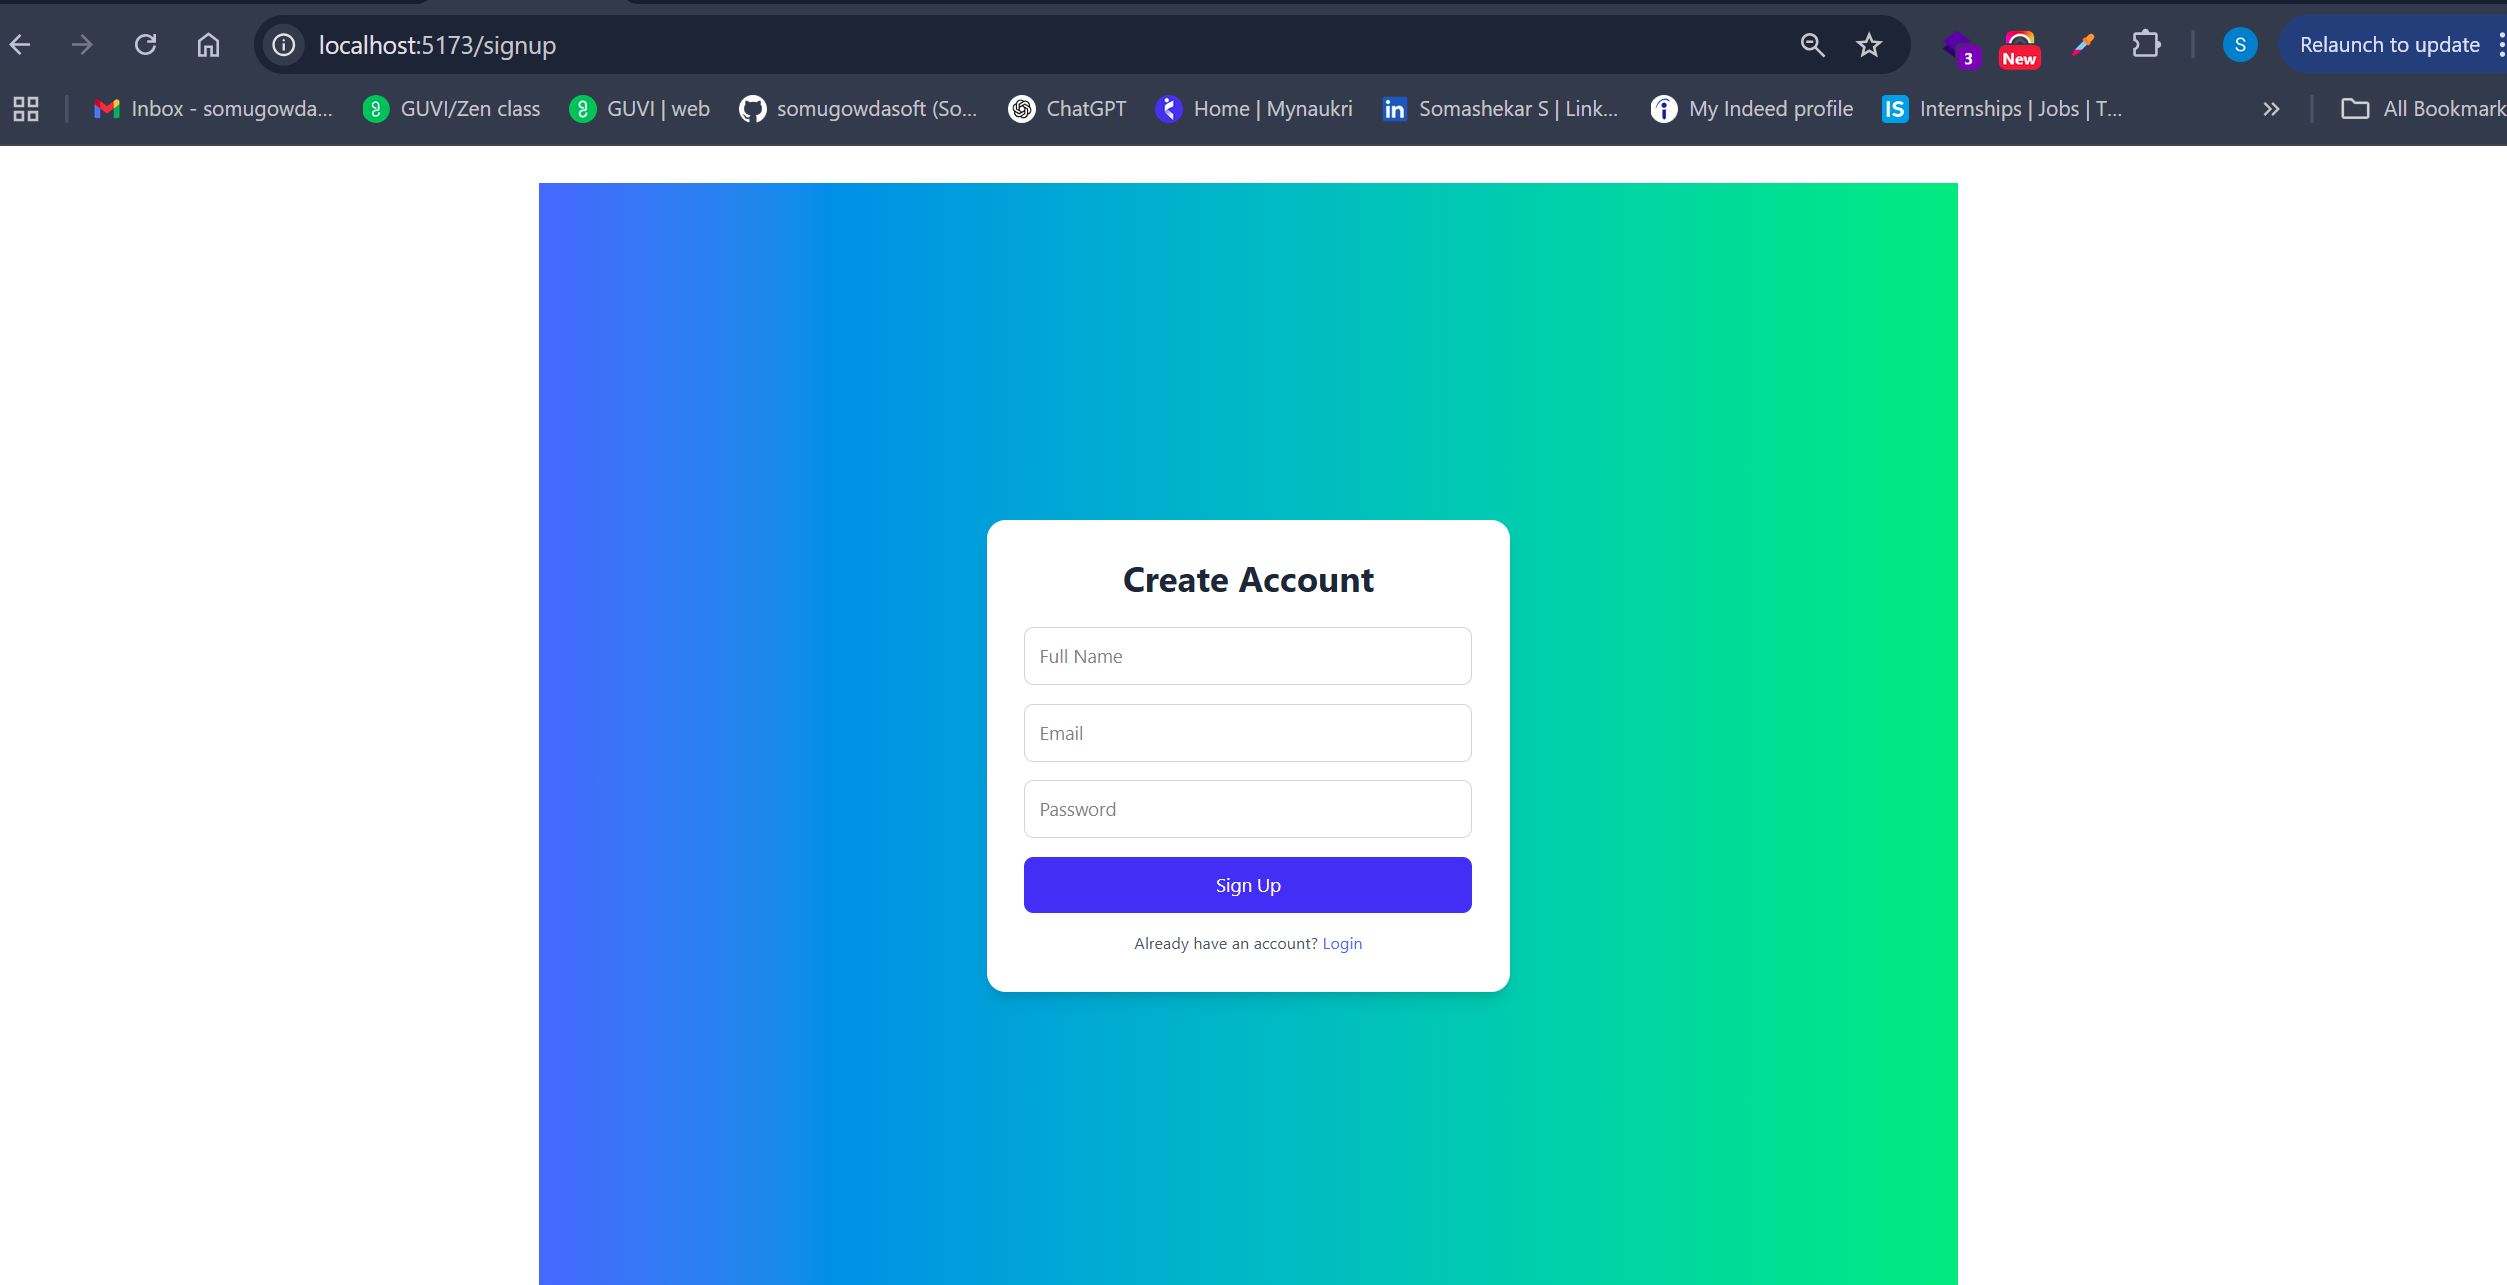 localhost:5173/signup
3
New
S
Relaunch to update
Inbox - somugowda...
GUVI/Zen class
GUVI | web
somugowdasoft (So...
ChatGPT
Home | Mynaukri
in
Somashekar S | Link...
My Indeed profile
IS
Internships | Jobs | T...
All Bookmark
Create Account
Full Name
Email
Password
Sign Up
Already have an account? Login